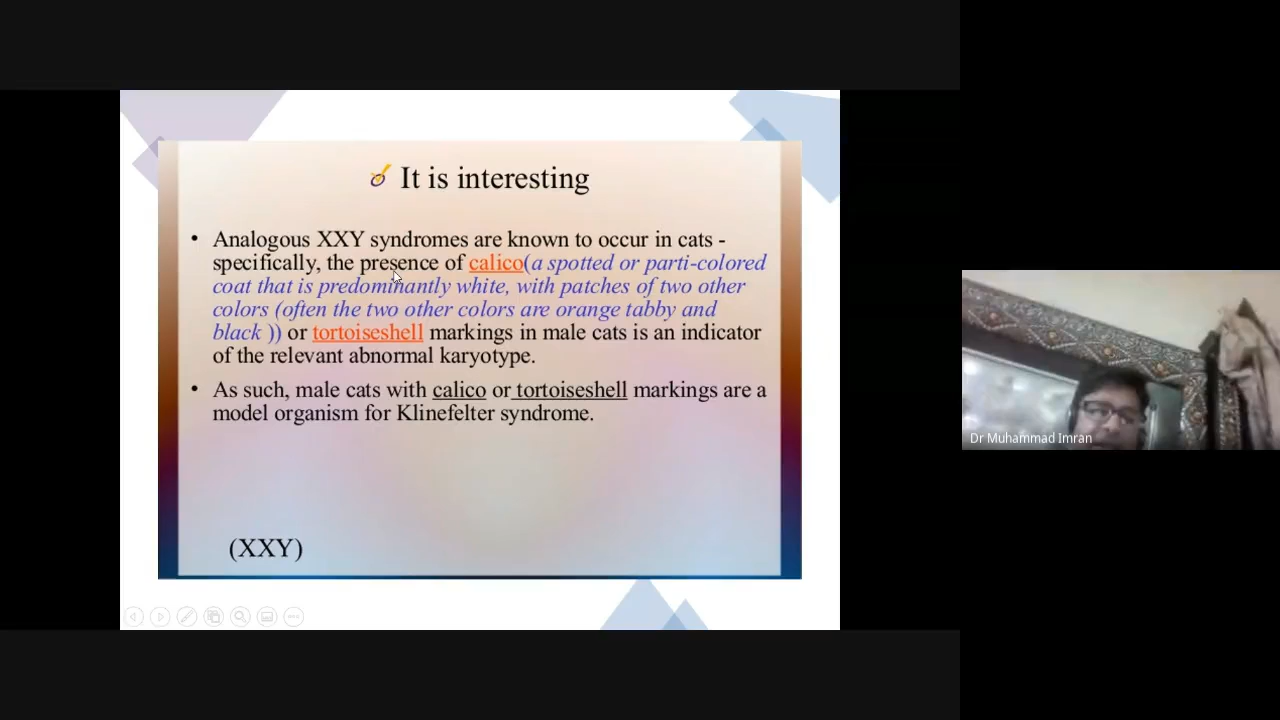 It is interesting
• Analogous XXY syndromes are known to occur in cats -
specifically, the presence of calico(a spotted or parti-colored
coat that is predominantly white, with patches of two other
colors (often the two other colors are orange tabby and
black )) or tortoiseshell markings in male cats is an indicator
of the relevant abnormal karyotype.
• As such, male cats with calico or tortoiseshell markings are a
model organism for Klinefelter syndrome.
(XXY)
Dr Muhammad Imran